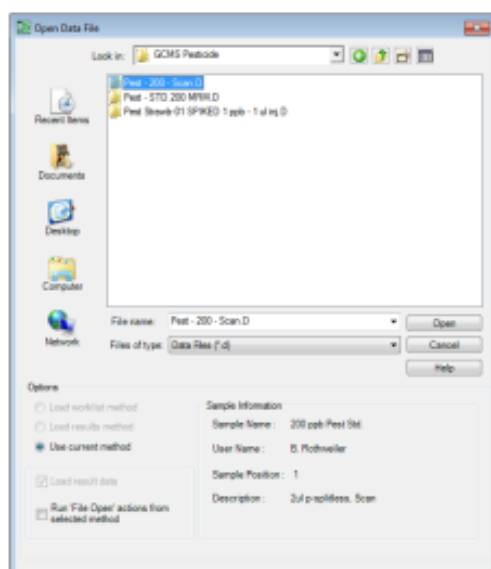 Open Data File
Look in: GCMS Pesticide
Pest - 200 - Scan.D
Pest - STD 200 MRM.D
Pest Strawb 01 SPIKED 1 ppb - 1 ul inj.D
Recent Items
Documents
Desktop
Computer
Network
File name: Pest - 200 - Scan.D
Open
Files of type: Data Files (*.d)
Cancel
Help
Options
Load worklist method
Load results method
Use current method
Load result data
Run 'File Open' actions from
selected method
Sample Information
Sample Name : 200 ppb Pest Std.
User Name : B. Rothweiler
Sample Position : 1
Description : 2ul p-splitless, Scan